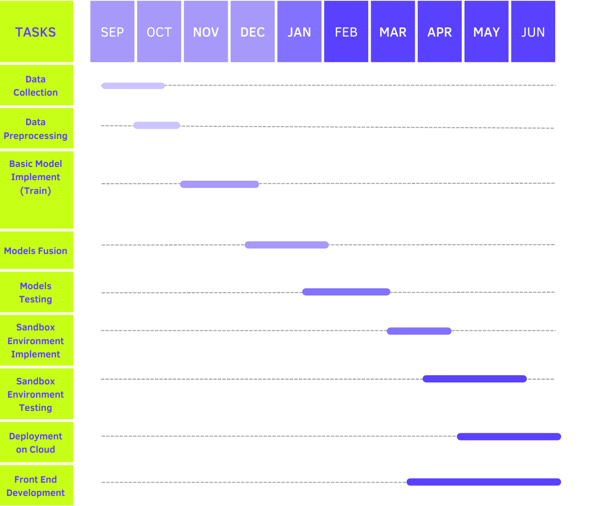 TASKS SEP OCT NOV DEC JAN FEB MAR APR MAY JUN
Data
Collection
Data
Preprocessing
Basic Model
Implement
(Train)
Models Fusion
Models
Testing
Sandbox
Environment
Implement
Sandbox
Environment
Testing
Deployment
on Cloud
Front End
Development